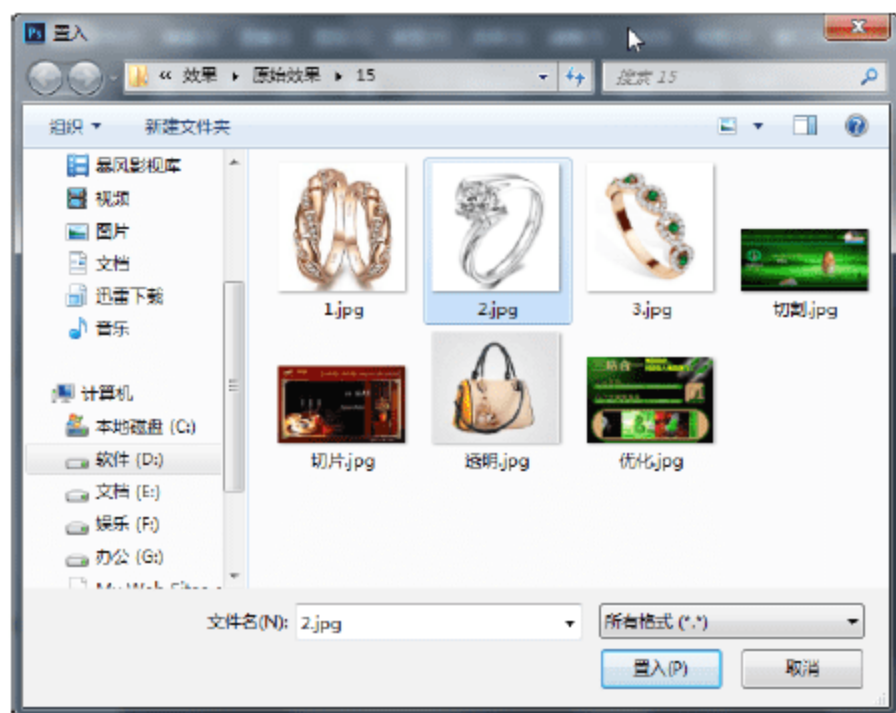 Ps 置入
« 效果 ▸ 原始效果 ▸ 15
搜索 15
组织 ▼ 新建文件夹
暴风影视库
视频
图片
文档
迅雷下载
音乐
计算机
本地磁盘 (C:)
软件 (D:)
文档 (E:)
娱乐 (F:)
办公 (G:)
My Web Sites
1.jpg 2.jpg 3.jpg 切割.jpg
切片.jpg 透明.jpg 优化.jpg
文件名(N): 2.jpg 所有格式 (*.*)
置入(P) 取消